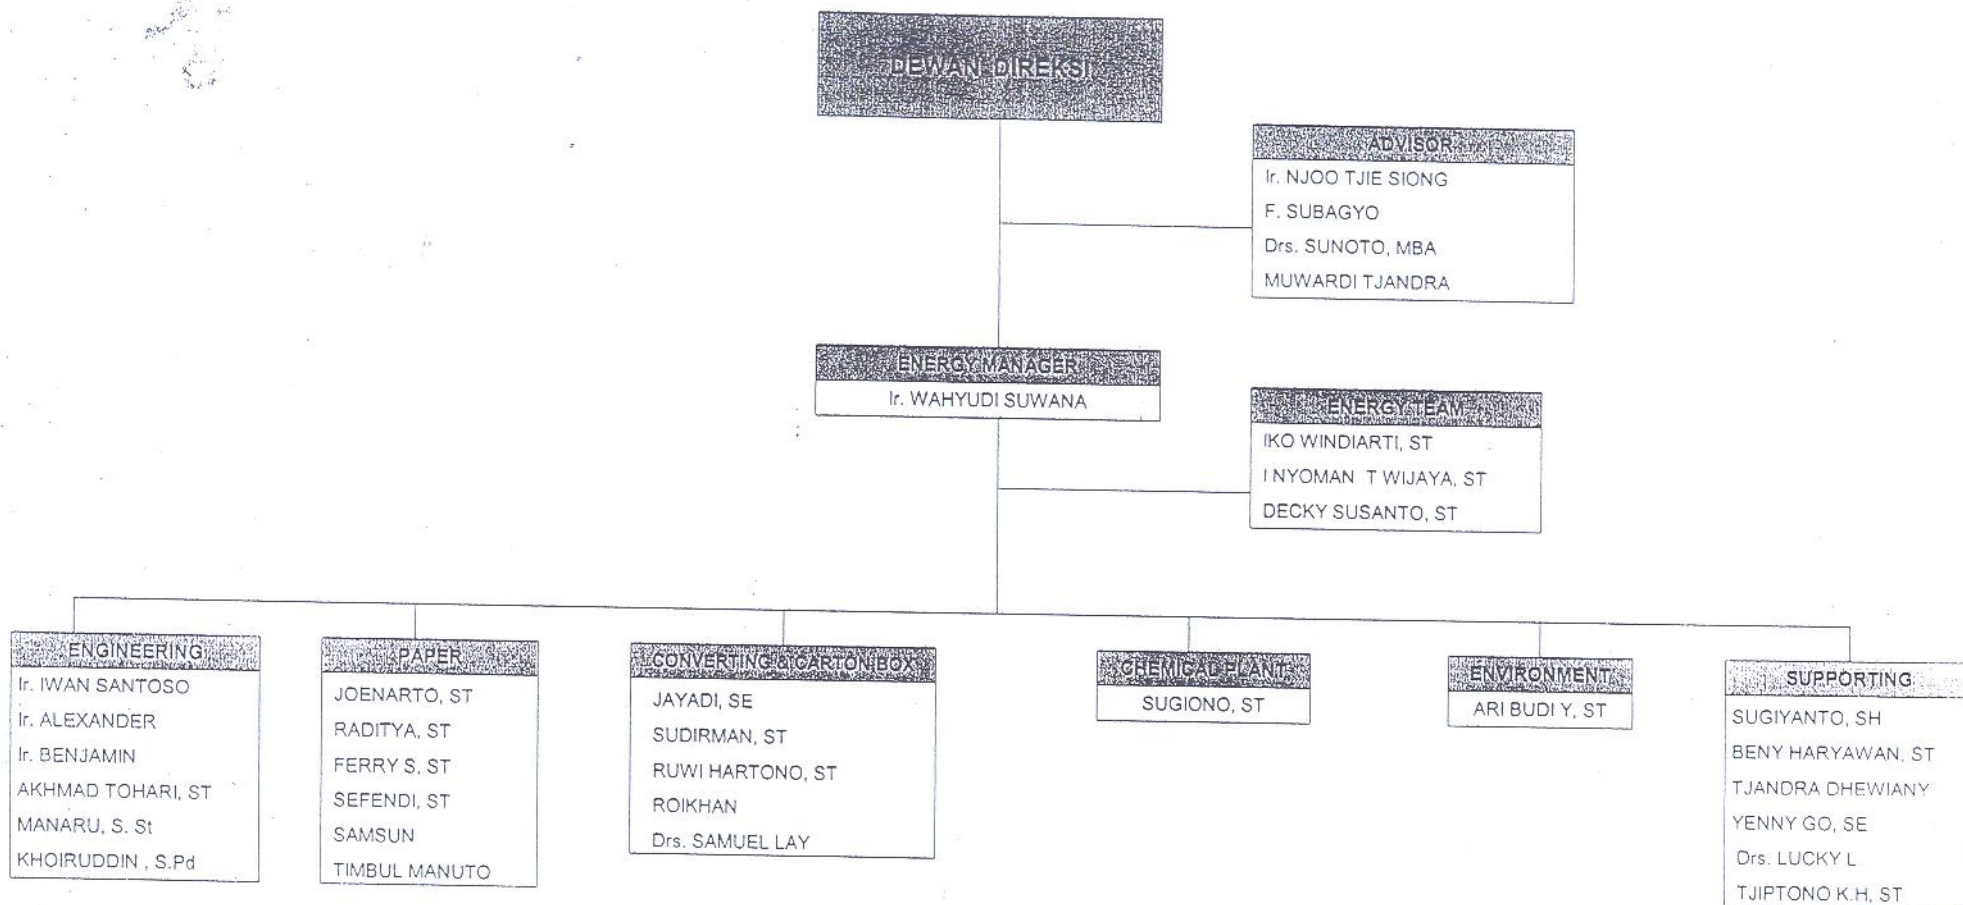 DEWAN DIREKSI
ADVISOR
Ir. NJOO TJIE SIONG
F. SUBAGYO
Drs. SUNOTO, MBA
MUWARDI TJANDRA
ENERGY MANAGER
Ir. WAHYUDI SUWANA
ENERGY TEAM
IKO WINDIARTI, ST
I NYOMAN T WIJAYA, ST
DECKY SUSANTO, ST
ENGINEERING
Ir. IWAN SANTOSO
Ir. ALEXANDER
Ir. BENJAMIN
AKHMAD TOHARI, ST
MANARU, S. St
KHOIRUDDIN , S.Pd
PAPER
JOENARTO, ST
RADITYA, ST
FERRY S, ST
SEFENDI, ST
SAMSUN
TIMBUL MANUTO
CONVERTING & CARTON BOX
JAYADI, SE
SUDIRMAN, ST
RUWI HARTONO, ST
ROIKHAN
Drs. SAMUEL LAY
CHEMICAL PLANT
SUGIONO, ST
ENVIRONMENT
ARI BUDI Y, ST
SUPPORTING
SUGIYANTO, SH
BENY HARYAWAN, ST
TJANDRA DHEWIANY
YENNY GO, SE
Drs. LUCKY L
TJIPTONO K.H, ST